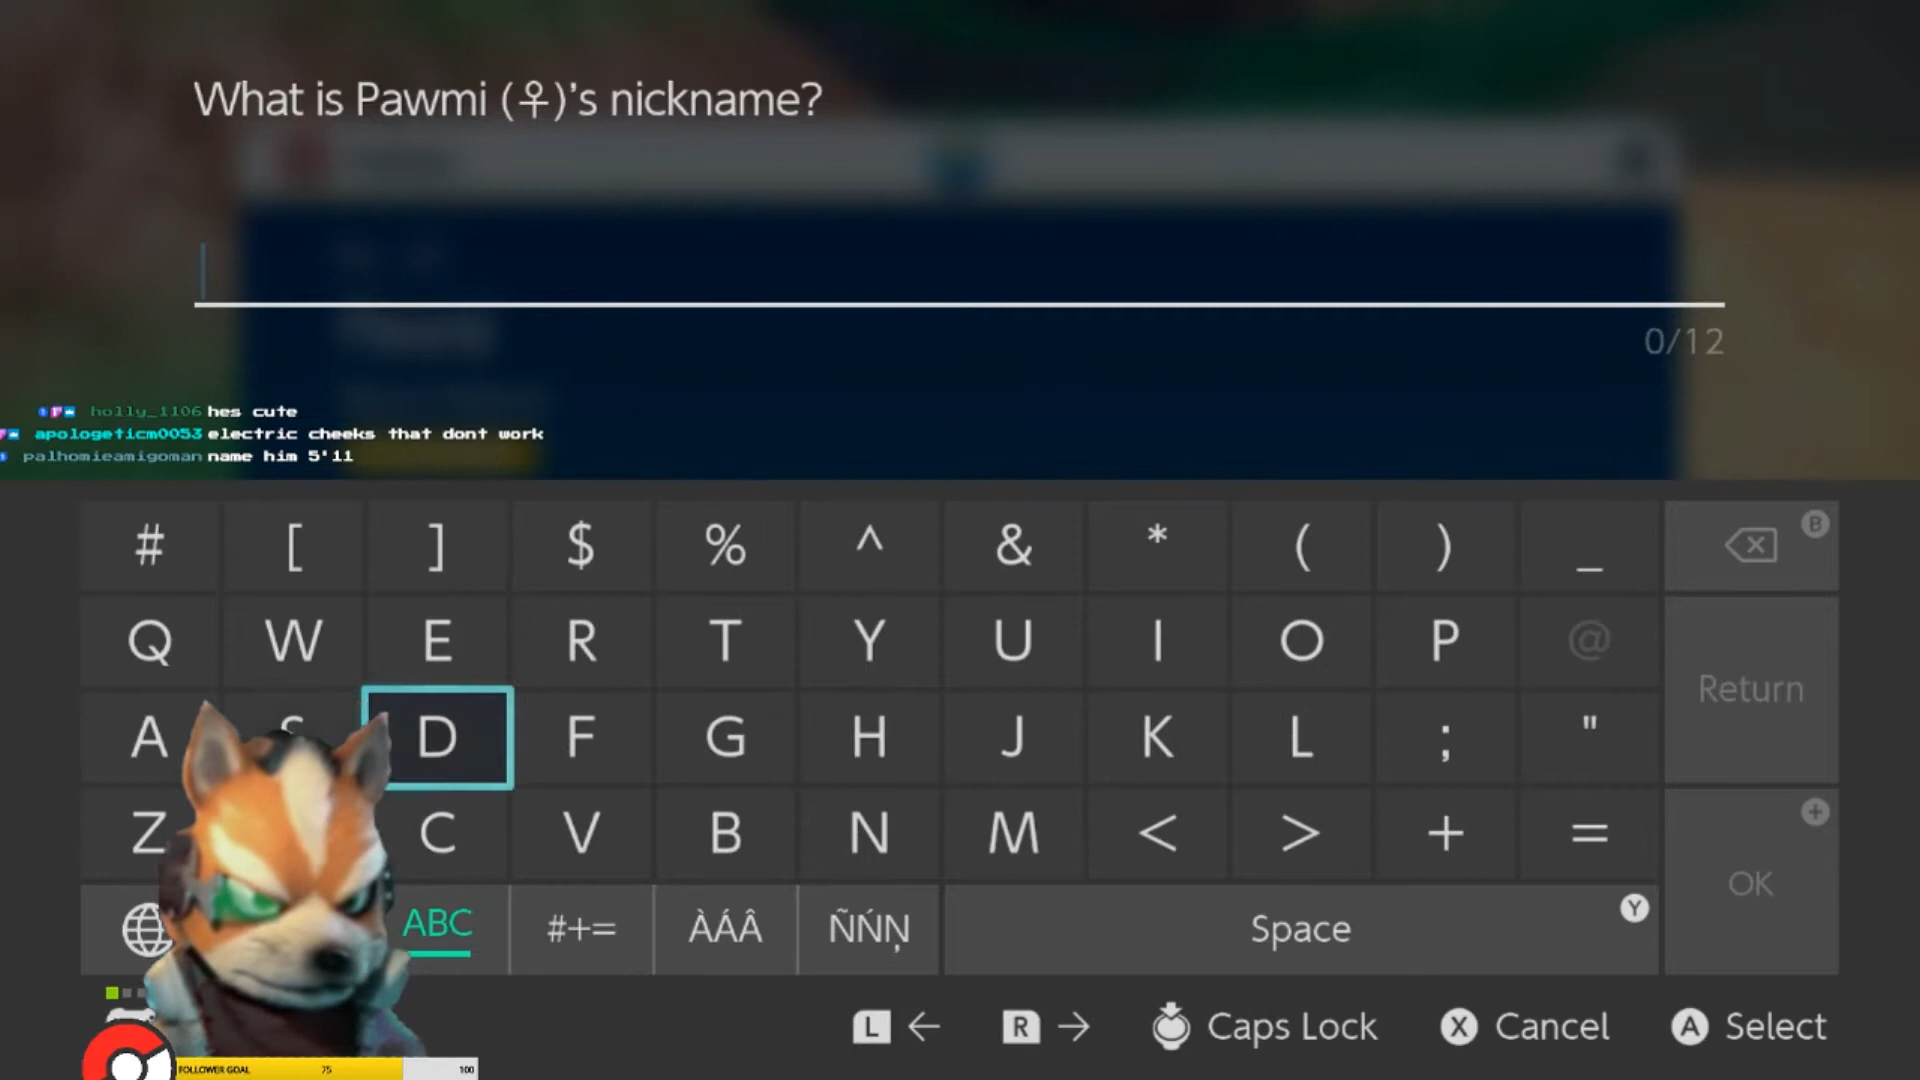 What is Pawmi (♀)'s nickname?
0/12
holly_1106 hes cute
apologeticm0053 electric cheeks that dont work
palhomieamigoman name him 5'11
# [ ] $ % ^ & * ( ) _ B
Q W E R T Y U I O P @ Return
A S D F G H J K L ; "
Z C V B N M < > + = OK
ABC #+= ÀÁÂ ÑŃŅ Space Y
L ← R → Caps Lock X Cancel A Select
FOLLOWER GOAL 75 100